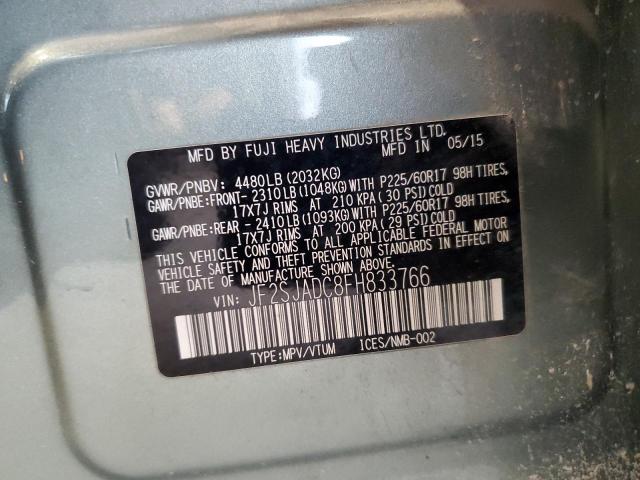 MFD BY FUJI HEAVY INDUSTRIES LTD.
MFD IN 05/15
GVWR/PNBV: 4480LB (2032KG)
GAWR/PNBE:FRONT- 2310LB (1048KG)WITH P225/60R17 98H TIRES,
17X7J RIMS AT 210 KPA ( 30 PSI) COLD
GAWR/PNBE:REAR - 2410LB (1093KG)WITH P225/60R17 98H TIRES,
17X7J RIMS AT 200 KPA ( 29 PSI) COLD
THIS VEHICLE CONFORMS TO ALL APPLICABLE FEDERAL MOTOR
VEHICLE SAFETY AND THEFT PREVENTION STANDARDS IN EFFECT
ON THE DATE OF MANUFACTURE SHOWN ABOVE.
VIN: JF2SJADC8FH833766
TYPE:MPV/VTUM ICES/NMB-002